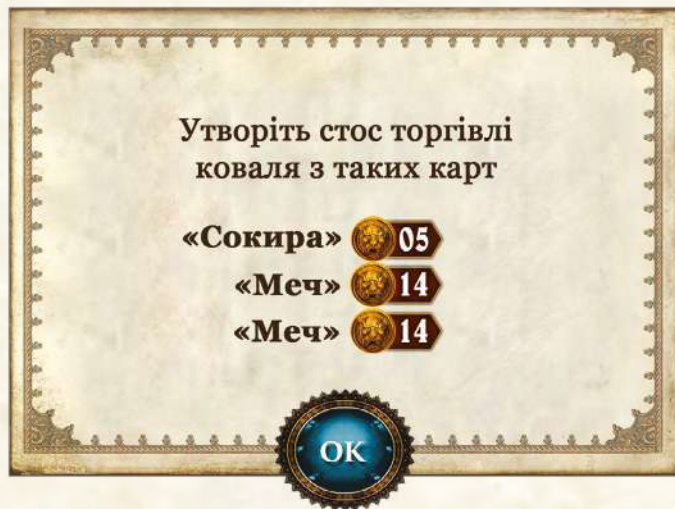 Утворіть стос торгівлі
коваля з таких карт
«Сокира» 05
«Меч» 14
«Меч» 14
OK